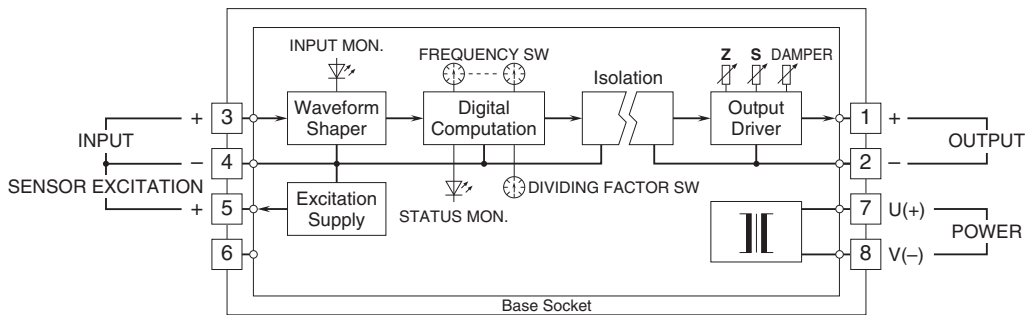 INPUT MON.
FREQUENCY SW
Z
S
DAMPER
Isolation
Waveform
Shaper
Digital
Computation
Output
Driver
3
+
INPUT
4
–
SENSOR EXCITATION
5
+
6
Excitation
Supply
STATUS MON.
DIVIDING FACTOR SW
1
+
OUTPUT
2
–
7
U(+)
POWER
8
V(–)
Base Socket